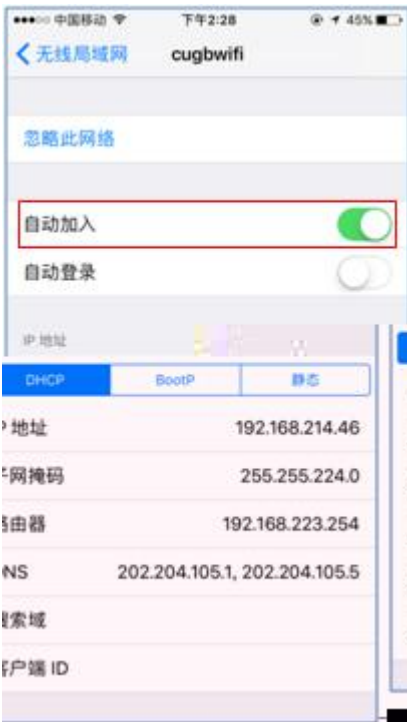 中国移动 下午2:28 45%
无线局域网 cugbwifi
忽略此网络
自动加入
自动登录
IP 地址
DHCP BootP 静态
地址 192.168.214.46
网掩码 255.255.224.0
由器 192.168.223.254
NS 202.204.105.1, 202.204.105.5
索域
户端 ID